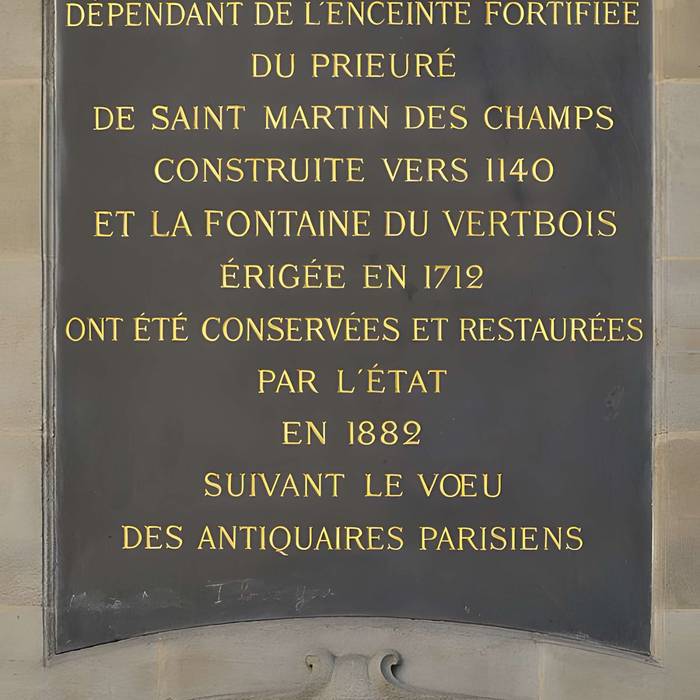 DÉPENDANT DE L'ENCEINTE FORTIFIÉE
DU PRIEURÉ
DE SAINT MARTIN DES CHAMPS
CONSTRUITE VERS 1140
ET LA FONTAINE DU VERTBOIS
ÉRIGÉE EN 1712
ONT ÉTÉ CONSERVÉES ET RESTAURÉES
PAR L'ÉTAT
EN 1882
SUIVANT LE VŒU
DES ANTIQUAIRES PARISIENS